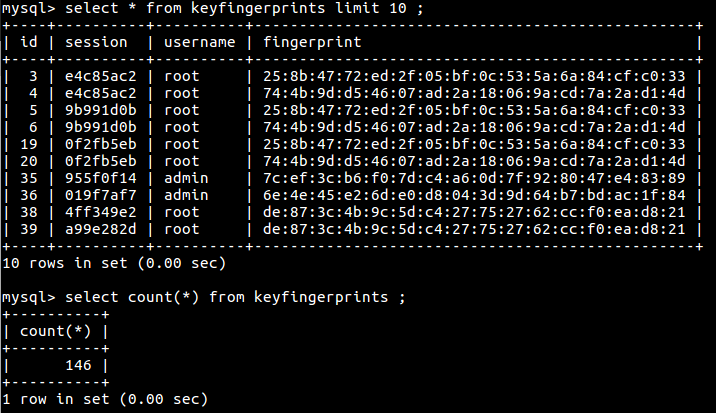 mysql> select * from keyfingerprints limit 10 ;
+----+----------+----------+-------------------------------------------------+
| id | session  | username | fingerprint                                     |
+----+----------+----------+-------------------------------------------------+
|  3 | e4c85ac2 | root     | 25:8b:47:72:ed:2f:05:bf:0c:53:5a:6a:84:cf:c0:33 |
|  4 | e4c85ac2 | root     | 74:4b:9d:d5:46:07:ad:2a:18:06:9a:cd:7a:2a:d1:4d |
|  5 | 9b991d0b | root     | 25:8b:47:72:ed:2f:05:bf:0c:53:5a:6a:84:cf:c0:33 |
|  6 | 9b991d0b | root     | 74:4b:9d:d5:46:07:ad:2a:18:06:9a:cd:7a:2a:d1:4d |
| 19 | 0f2fb5eb | root     | 25:8b:47:72:ed:2f:05:bf:0c:53:5a:6a:84:cf:c0:33 |
| 20 | 0f2fb5eb | root     | 74:4b:9d:d5:46:07:ad:2a:18:06:9a:cd:7a:2a:d1:4d |
| 35 | 955f0f14 | admin    | 7c:ef:3c:b6:f0:7d:c4:a6:0d:7f:92:80:47:e4:83:89 |
| 36 | 019f7af7 | admin    | 6e:4e:45:e2:6d:e0:d8:04:3d:9d:64:b7:bd:ac:1f:84 |
| 38 | 4ff349e2 | root     | de:87:3c:4b:9c:5d:c4:27:75:27:62:cc:f0:ea:d8:21 |
| 39 | a99e282d | root     | de:87:3c:4b:9c:5d:c4:27:75:27:62:cc:f0:ea:d8:21 |
+----+----------+----------+-------------------------------------------------+
10 rows in set (0.00 sec)
mysql> select count(*) from keyfingerprints ;
+----------+
| count(*) |
+----------+
|      146 |
+----------+
1 row in set (0.00 sec)